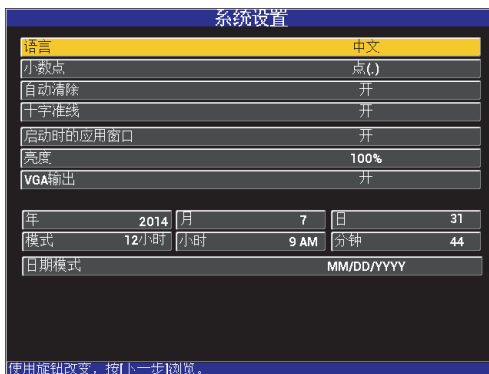 系统设置
语言 中文
小数点 点(.)
自动清除 开
十字准线 开
启动时的应用窗口 开
亮度 100%
VGA输出 开
年 2014 月 7 日 31
模式 12小时 小时 9 AM 分钟 44
日期模式 MM/DD/YYYY
使用旋钮改变，按[下一步]浏览。